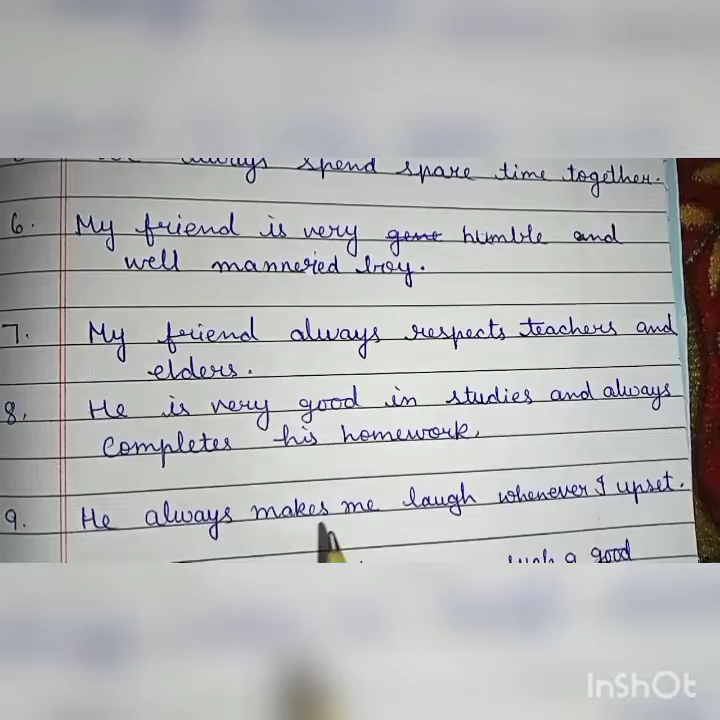 always spend spare time together.
6. My friend is very gene humble and
well mannered boy.
7. My friend always respects teachers and
elders.
8. He is very good in studies and always
completes his homework.
9. He always makes me laugh whenever I upset.
such a good
InShOt